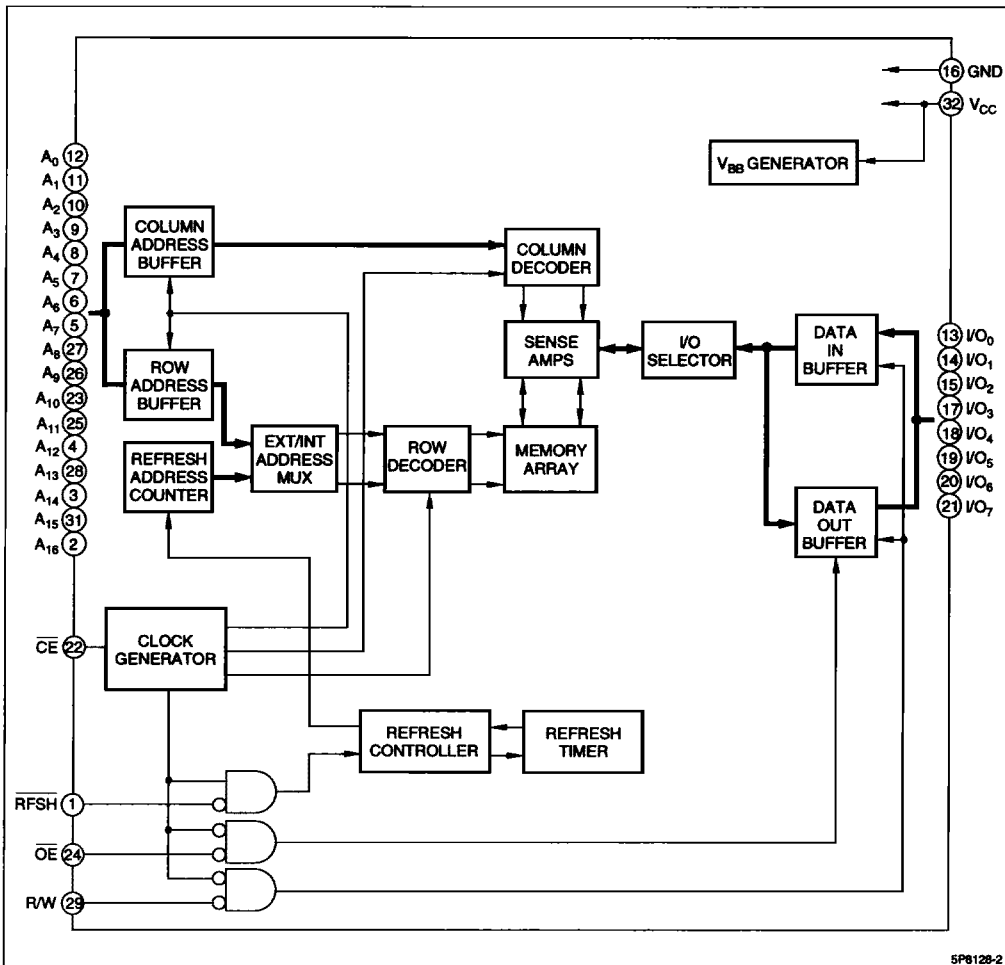 16 GND
32 VCC
VBB GENERATOR
A0 12
A1 11
A2 10
A3 9
A4 8
A5 7
A6 6
A7 5
A8 27
A9 26
A10 23
A11 25
A12 4
A13 28
A14 3
A15 31
A16 2
COLUMN
ADDRESS
BUFFER
COLUMN
DECODER
ROW
ADDRESS
BUFFER
SENSE
AMPS
I/O
SELECTOR
DATA
IN
BUFFER
13 I/O0
14 I/O1
15 I/O2
17 I/O3
18 I/O4
19 I/O5
20 I/O6
21 I/O7
REFRESH
ADDRESS
COUNTER
EXT/INT
ADDRESS
MUX
ROW
DECODER
MEMORY
ARRAY
DATA
OUT
BUFFER
CE 22
CLOCK
GENERATOR
REFRESH
CONTROLLER
REFRESH
TIMER
RFSH 1
OE 24
R/W 29
5P8128-2